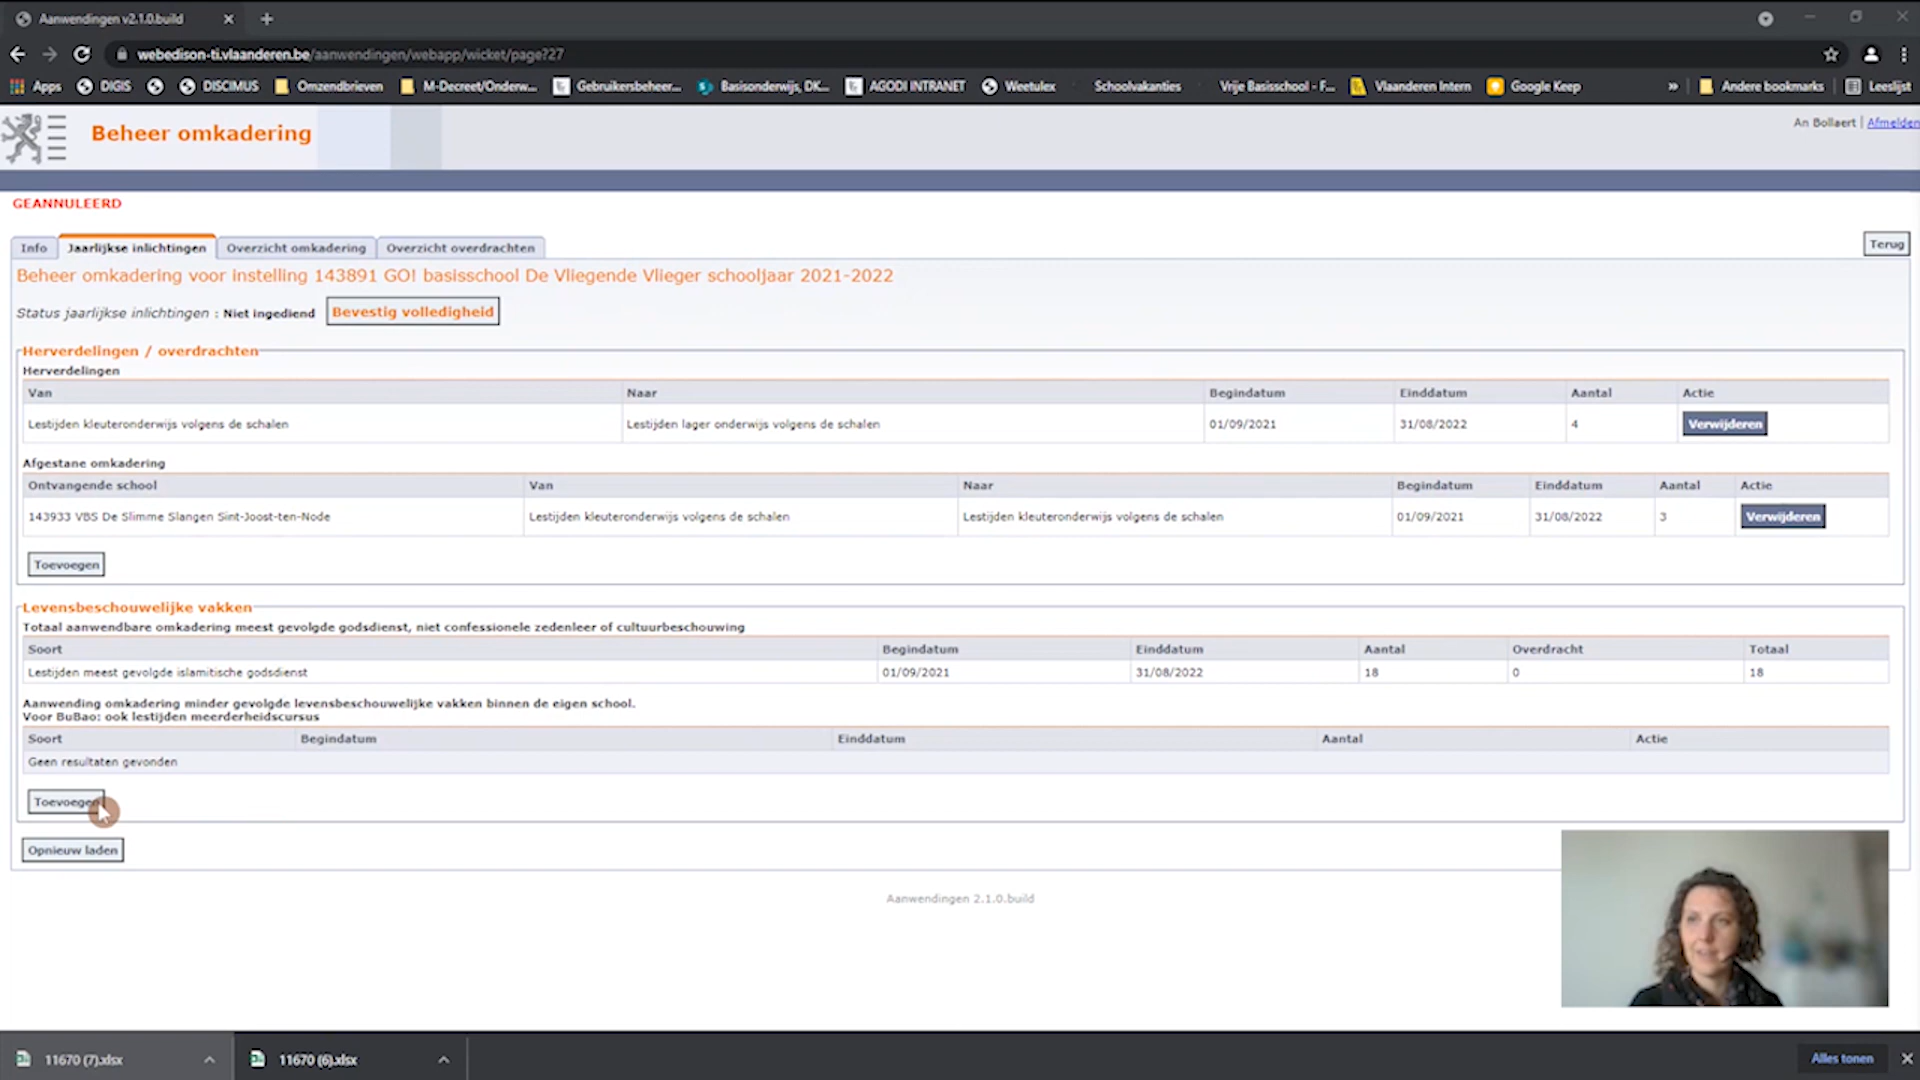 Aanwendingen v2.1.0.build
webedison-ti.vlaanderen.be/aanwendingen/webapp/wicket/page?27
Apps DIGIS DISCIMUS Omzendbrieven M-Decreet/Onderw... Gebruikersbeheer... Basisonderwijs, DK... AGODI INTRANET Weetulex Schoolvakanties Vrije Basisschool - F... Vlaanderen Intern Google Keep » Andere bookmarks Leeslijst
Beheer omkadering
An Bollaert | Afmelden
GEANNULEERD
Info Jaarlijkse inlichtingen Overzicht omkadering Overzicht overdrachten Terug
Beheer omkadering voor instelling 143891 GO! basisschool De Vliegende Vlieger schooljaar 2021-2022
Status jaarlijkse inlichtingen : Niet ingediend Bevestig volledigheid
Herverdelingen / overdrachten
Herverdelingen
Van Naar Begindatum Einddatum Aantal Actie
Lestijden kleuteronderwijs volgens de schalen Lestijden lager onderwijs volgens de schalen 01/09/2021 31/08/2022 4 Verwijderen
Afgestane omkadering
Ontvangende school Van Naar Begindatum Einddatum Aantal Actie
143933 VBS De Slimme Slangen Sint-Joost-ten-Node Lestijden kleuteronderwijs volgens de schalen Lestijden kleuteronderwijs volgens de schalen 01/09/2021 31/08/2022 3 Verwijderen
Toevoegen
Levensbeschouwelijke vakken
Totaal aanwendbare omkadering meest gevolgde godsdienst, niet confessionele zedenleer of cultuurbeschouwing
Soort Begindatum Einddatum Aantal Overdracht Totaal
Lestijden meest gevolgde islamitische godsdienst 01/09/2021 31/08/2022 18 0 18
Aanwending omkadering minder gevolgde levensbeschouwelijke vakken binnen de eigen school.
Voor BuBao: ook lestijden meerderheidscursus
Soort Begindatum Einddatum Aantal Actie
Geen resultaten gevonden
Toevoegen
Opnieuw laden
Aanwendingen 2.1.0.build
11670 (7).xlsx 11670 (6).xlsx Alles tonen